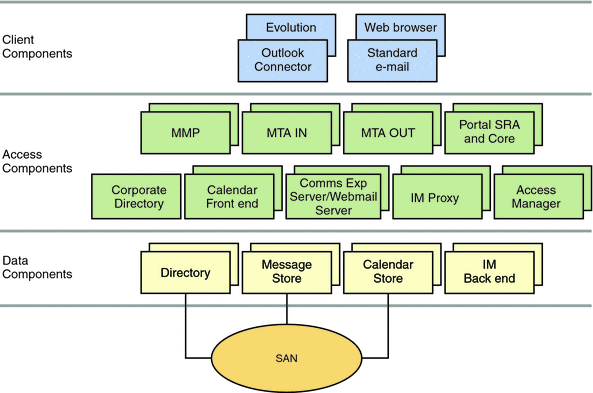 Client
Components
Evolution
Outlook
Connector
Web browser
Standard
e-mail
Access
Components
MMP
MTA IN
MTA OUT
Portal SRA
and Core
Corporate
Directory
Calendar
Front end
Comms Exp
Server/Webmail
Server
IM Proxy
Access
Manager
Data
Components
Directory
Message
Store
Calendar
Store
IM
Back end
SAN